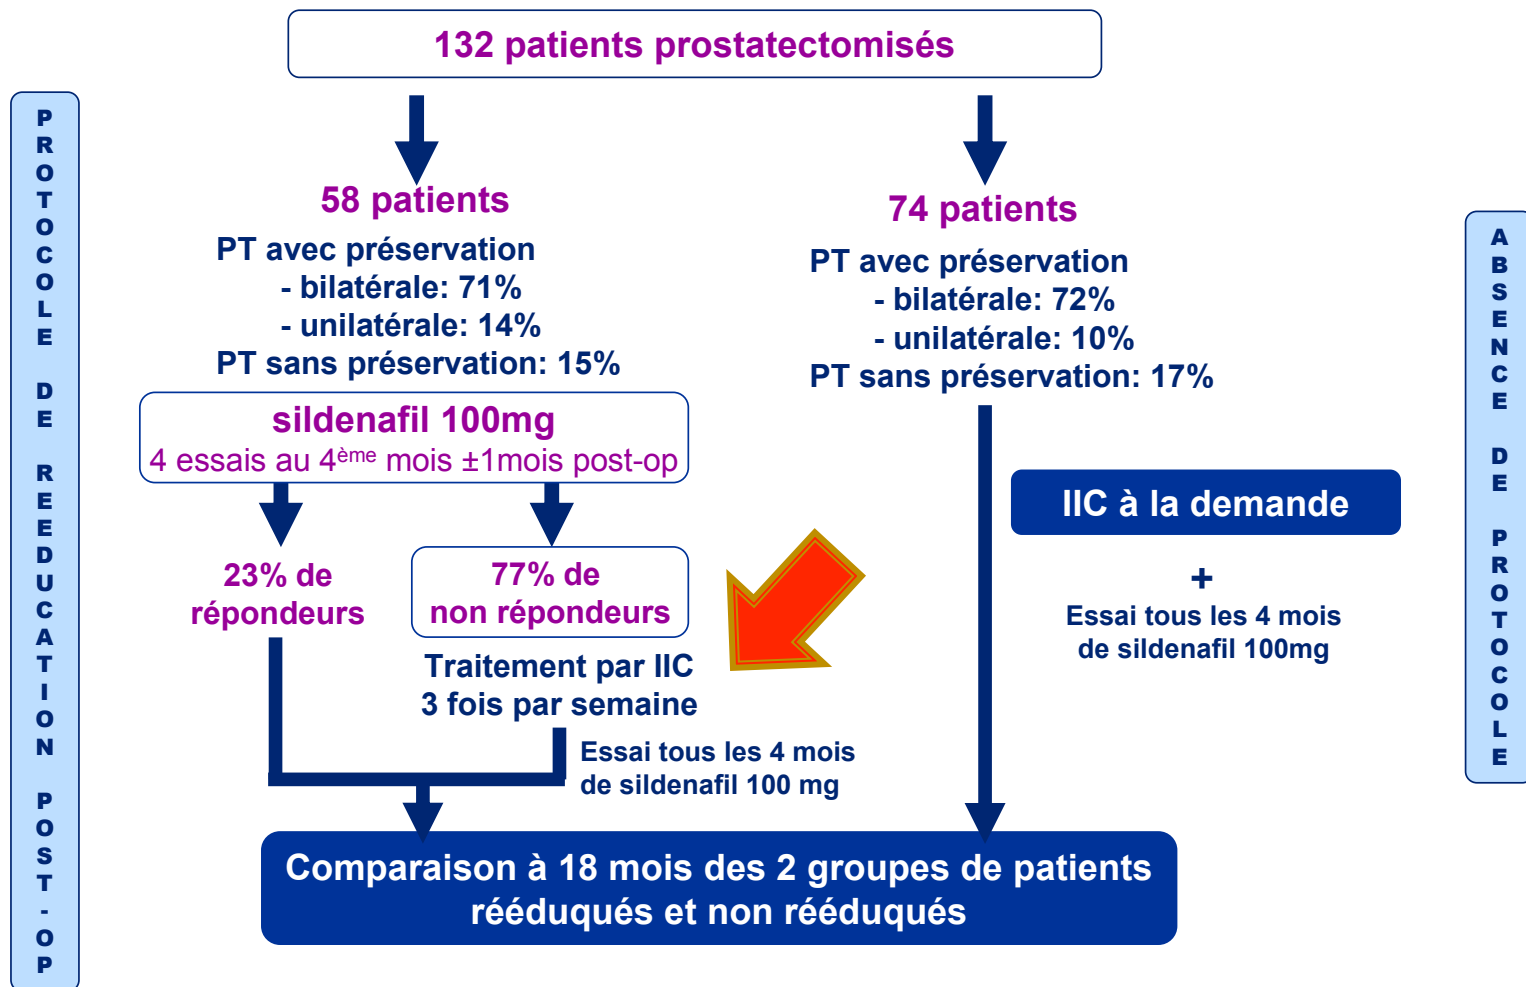 132 patients prostatectomisés
PROTOCOLE DE REEDUCATION POST-OP
58 patients
PT avec préservation
- bilatérale: 71%
- unilatérale: 14%
PT sans préservation: 15%
sildenafil 100mg
4 essais au 4ème mois ±1mois post-op
23% de
répondeurs
77% de
non répondeurs
Traitement par IIC
3 fois par semaine
Essai tous les 4 mois
de sildenafil 100 mg
74 patients
PT avec préservation
- bilatérale: 72%
- unilatérale: 10%
PT sans préservation: 17%
IIC à la demande
+
Essai tous les 4 mois
de sildenafil 100mg
ABSENCE DE PROTOCOLE
Comparaison à 18 mois des 2 groupes de patients
rééduqués et non rééduqués